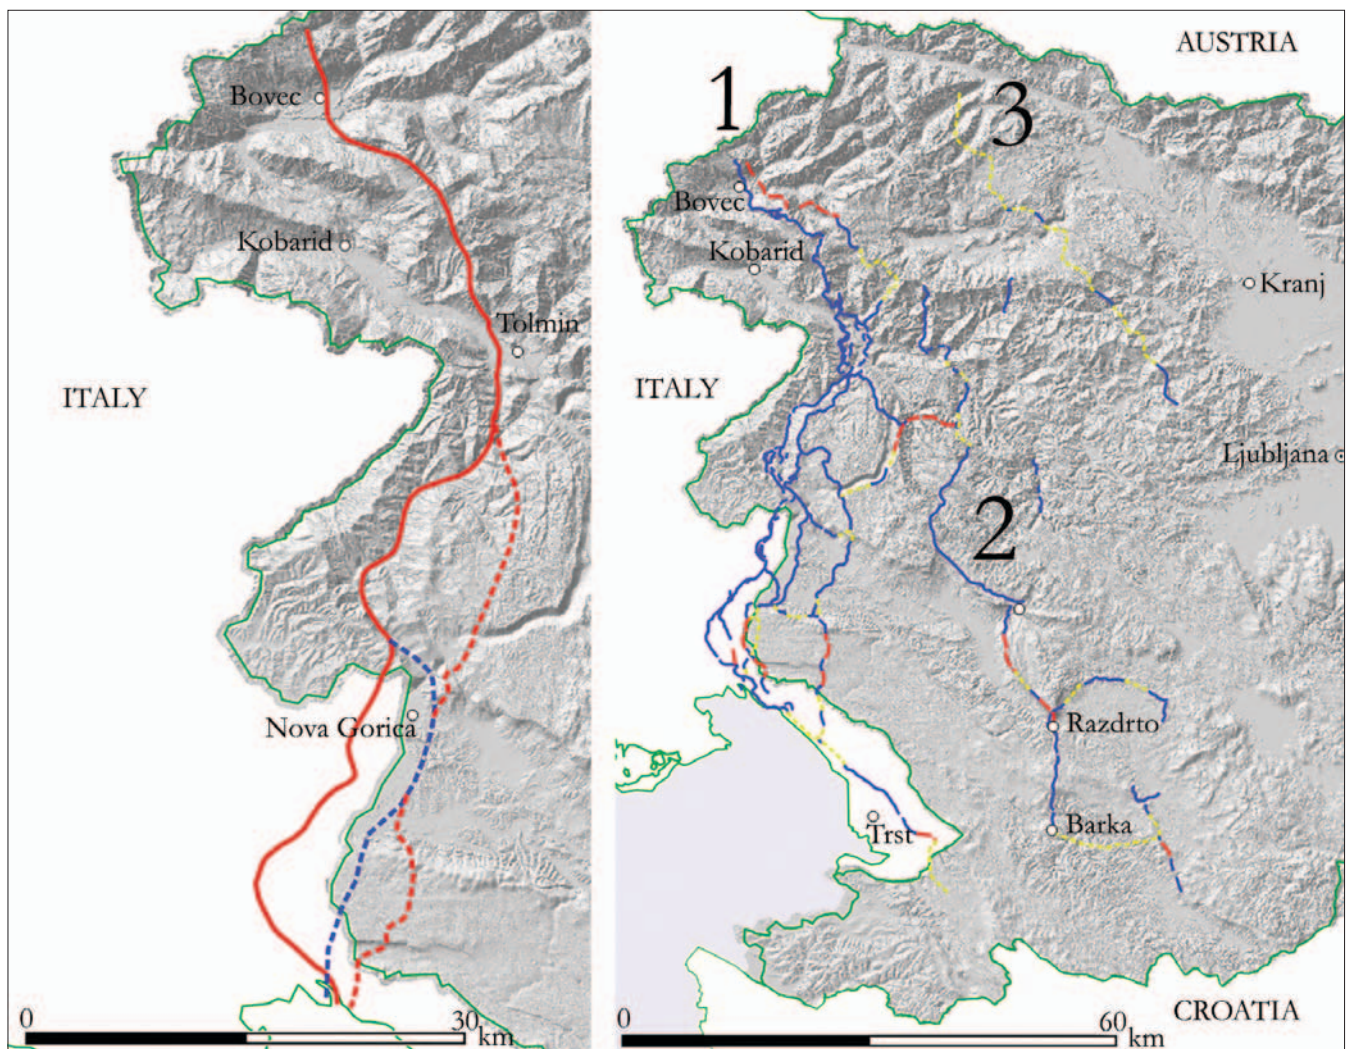 Bovec
Kobarid
Tolmin
ITALY
Nova Gorica
0
30
km
AUSTRIA
1
3
Bovec
Kobarid
Kranj
ITALY
Ljubljana
2
Razdrto
Trst
Barka
CROATIA
0
60
km